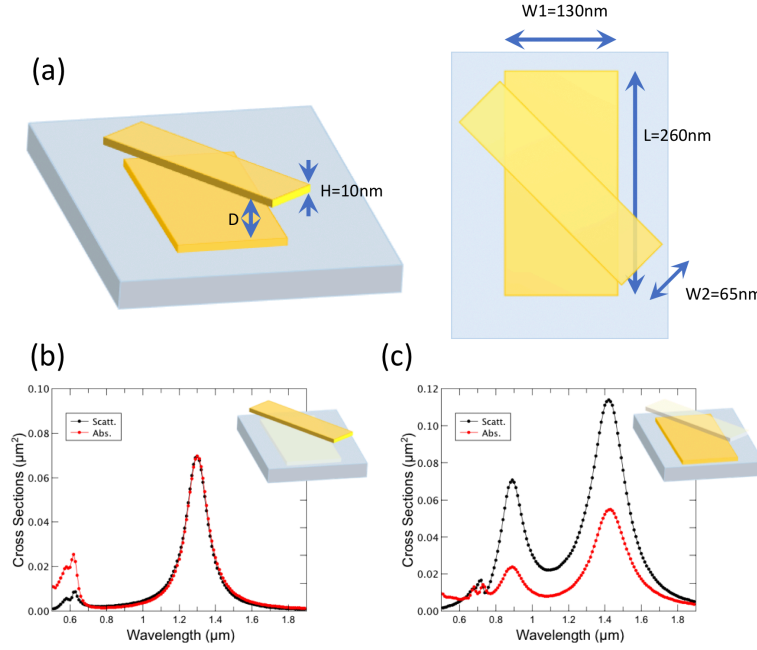 W1=130nm
(a)
L=260nm
H=10nm
D
W2=65nm
(b)
(c)
0.10
0.08
0.06
0.04
0.02
0.00
Scatt.
Abs.
Cross Sections (µm²)
0.6 0.8 1.0 1.2 1.4 1.6 1.8
Wavelength (µm)
0.12
0.10
0.08
0.06
0.04
0.02
0.00
Scatt.
Abs.
Cross Sections (µm²)
0.6 0.8 1.0 1.2 1.4 1.6 1.8
Wavelength (µm)